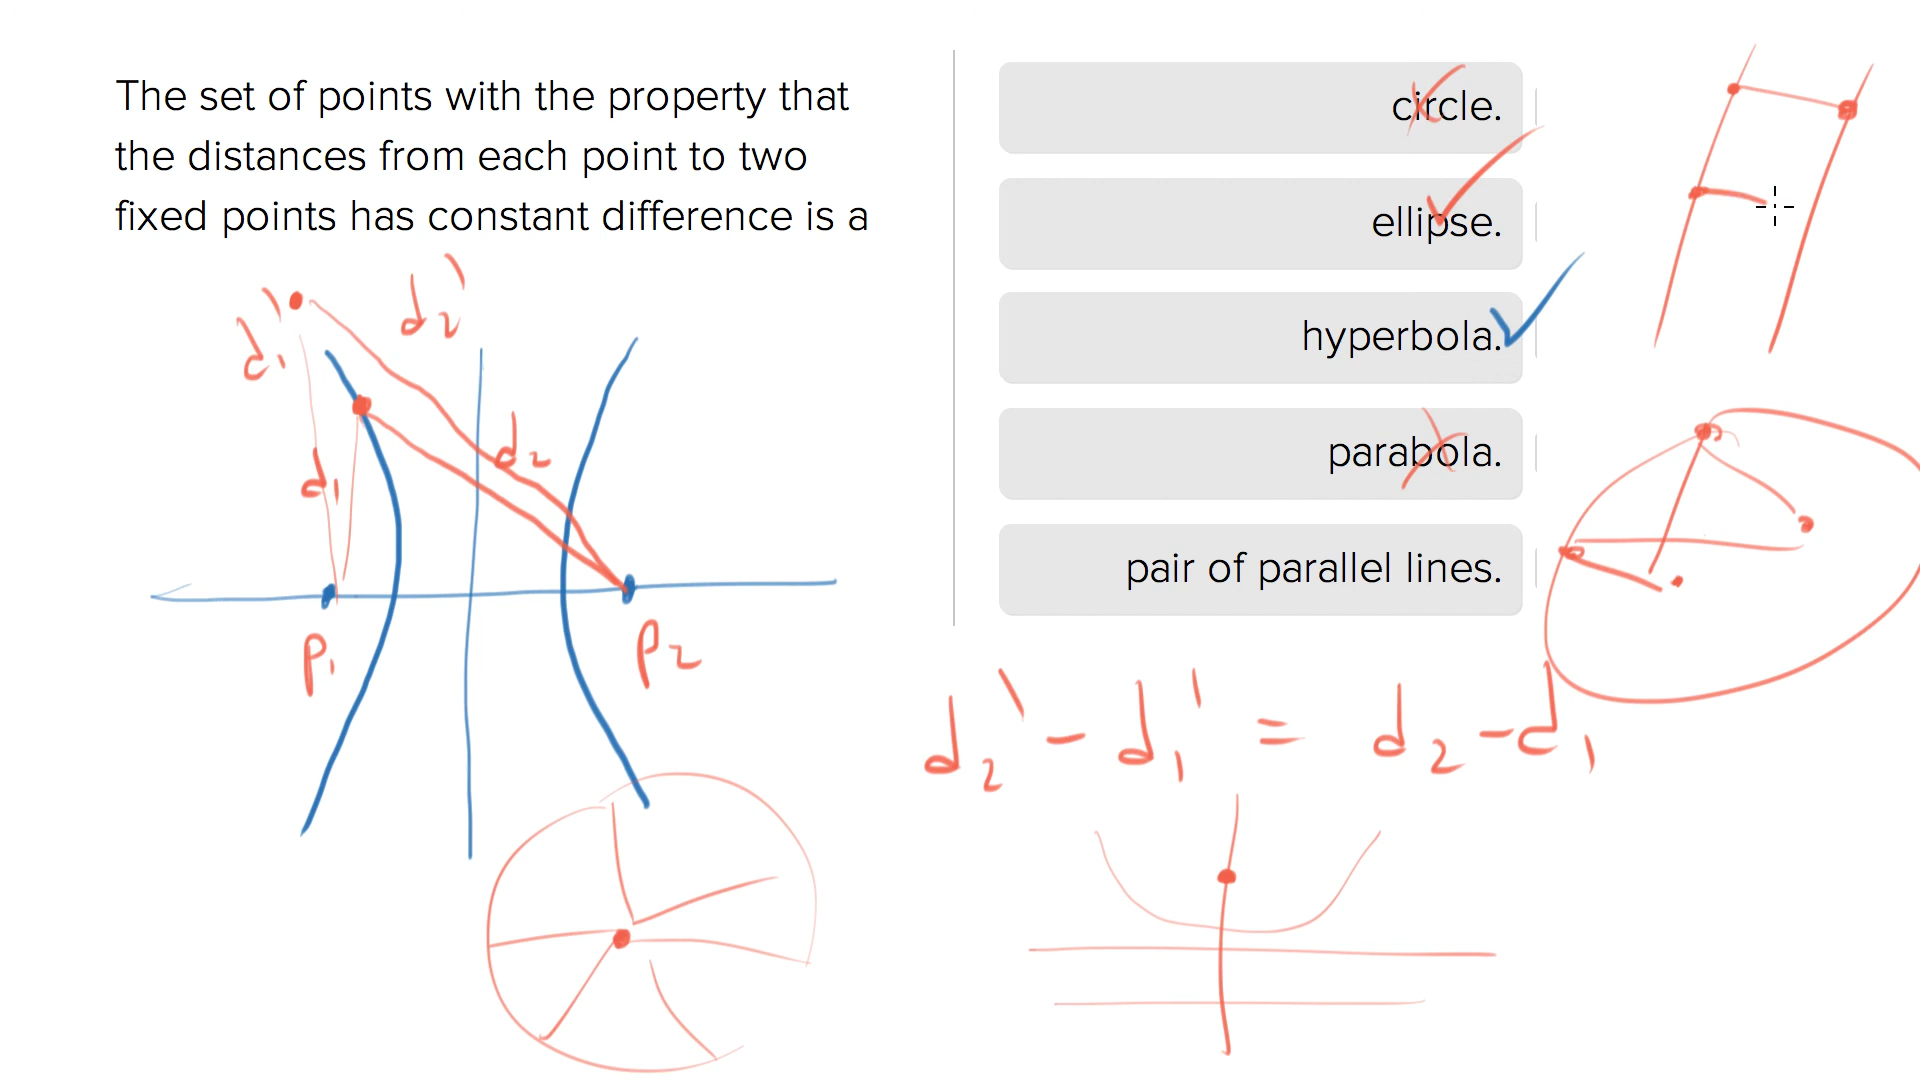 The set of points with the property that
the distances from each point to two
fixed points has constant difference is a
circle.
ellipse.
hyperbola.
parabola.
pair of parallel lines.
d₁'
d₂'
d₁
d₂
P₁
P₂
d₂' - d₁' = d₂ - d₁